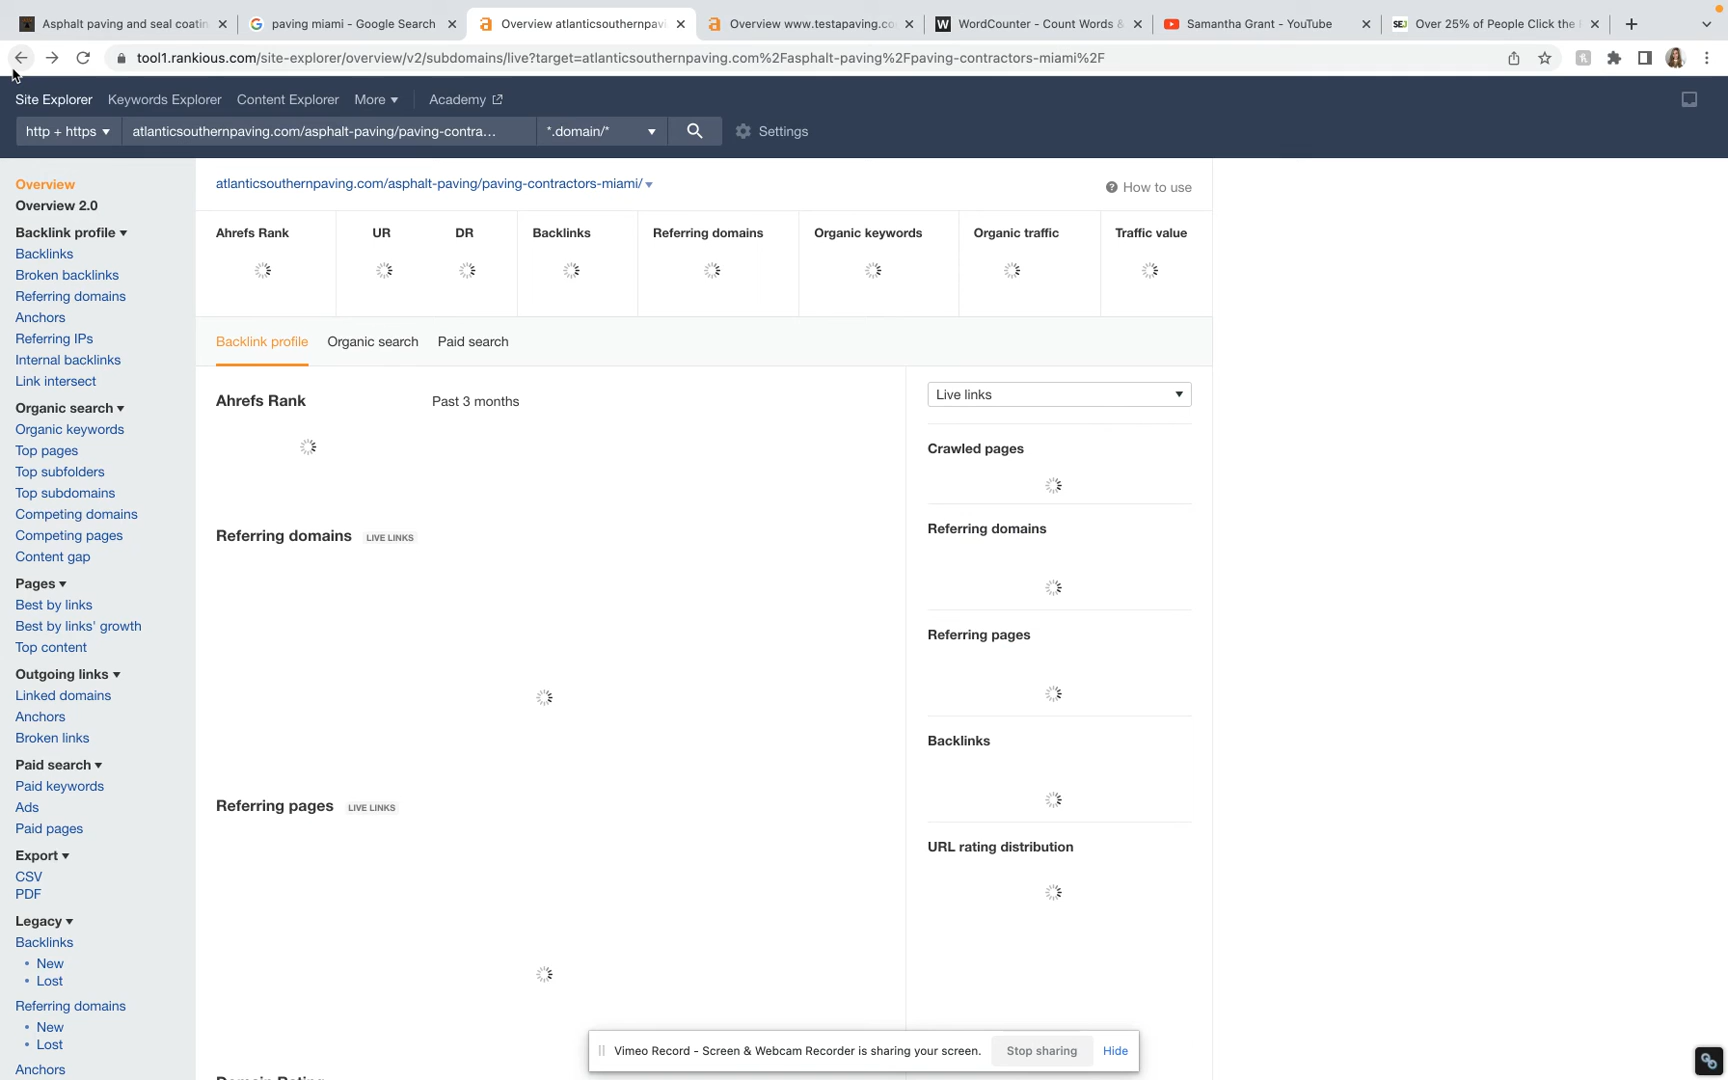 Asphalt paving and seal coatin
paving miami - Google Search
Overview atlanticsouthernpavi
Overview www.testapaving.co
WordCounter - Count Words &
Samantha Grant - YouTube
Over 25% of People Click the
tool1.rankious.com/site-explorer/overview/v2/subdomains/live?target=atlanticsouthernpaving.com%2Fasphalt-paving%2Fpaving-contractors-miami%2F
Site Explorer Keywords Explorer Content Explorer More Academy
http + https atlanticsouthernpaving.com/asphalt-paving/paving-contra... *.domain/* Settings
Overview
Overview 2.0
Backlink profile
Backlinks
Broken backlinks
Referring domains
Anchors
Referring IPs
Internal backlinks
Link intersect
Organic search
Organic keywords
Top pages
Top subfolders
Top subdomains
Competing domains
Competing pages
Content gap
Pages
Best by links
Best by links' growth
Top content
Outgoing links
Linked domains
Anchors
Broken links
Paid search
Paid keywords
Ads
Paid pages
Export
CSV
PDF
Legacy
Backlinks
• New
• Lost
Referring domains
• New
• Lost
Anchors
atlanticsouthernpaving.com/asphalt-paving/paving-contractors-miami/
How to use
Ahrefs Rank UR DR Backlinks Referring domains Organic keywords Organic traffic Traffic value
Backlink profile Organic search Paid search
Ahrefs Rank Past 3 months
Referring domains LIVE LINKS
Referring pages LIVE LINKS
Domain Rating
Live links
Crawled pages
Referring domains
Referring pages
Backlinks
URL rating distribution
Vimeo Record - Screen & Webcam Recorder is sharing your screen. Stop sharing Hide